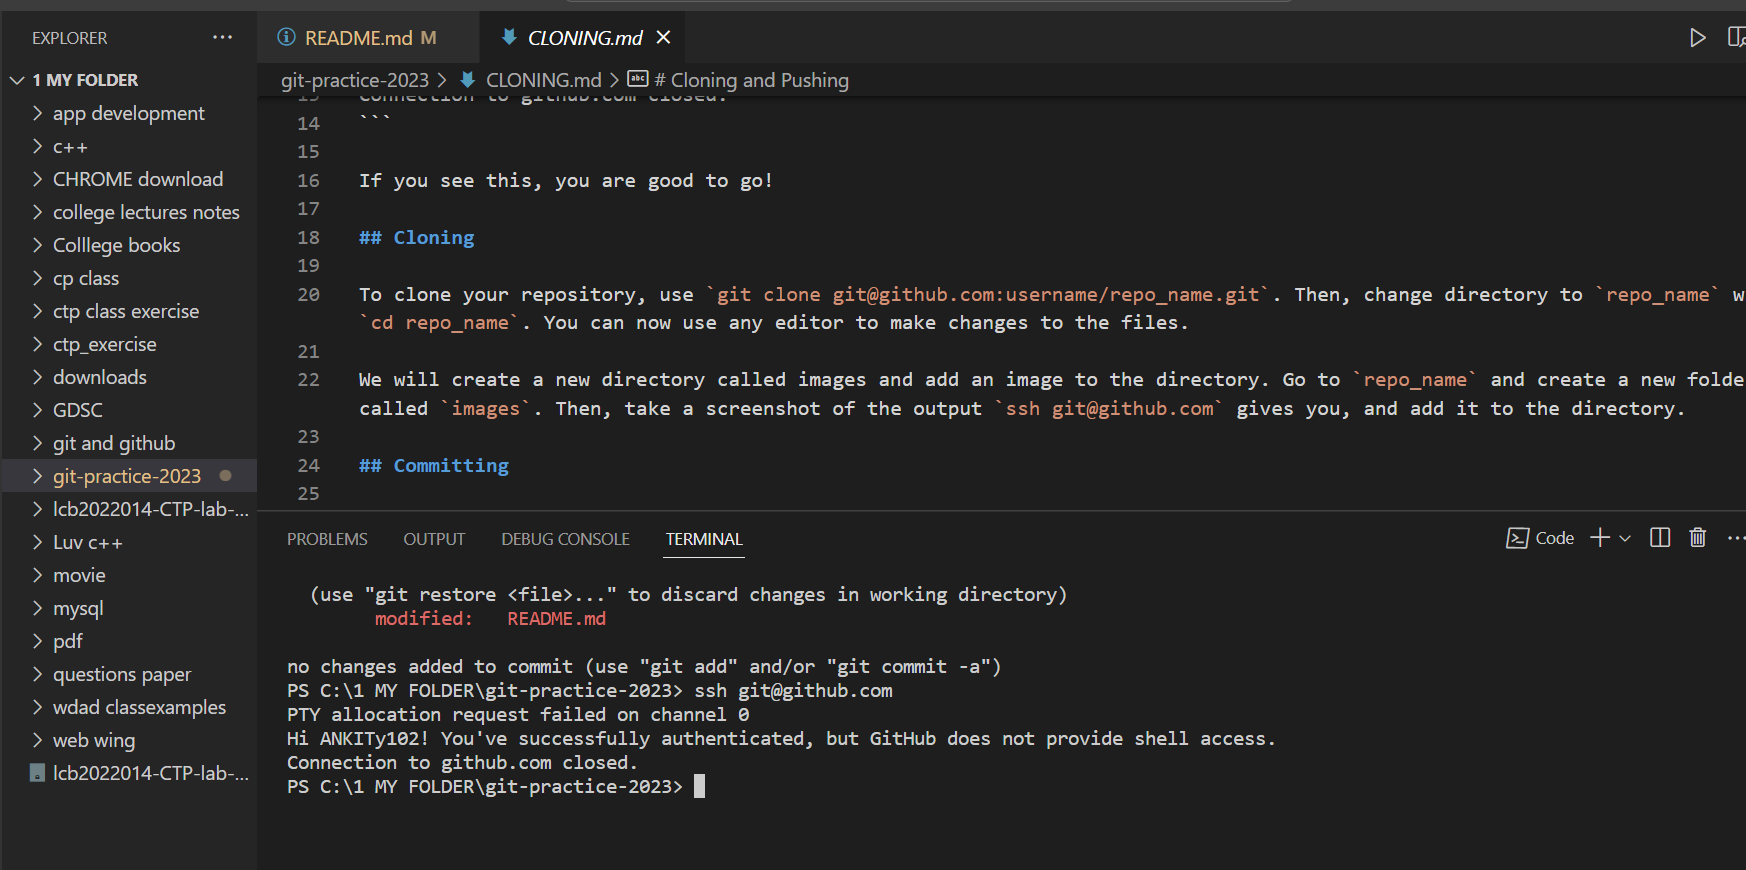 EXPLORER
README.md M
CLONING.md
git-practice-2023 > CLONING.md > # Cloning and Pushing
1 MY FOLDER
app development
c++
CHROME download
college lectures notes
Colllege books
cp class
ctp class exercise
ctp_exercise
downloads
GDSC
git and github
git-practice-2023
lcb2022014-CTP-lab-...
Luv c++
movie
mysql
pdf
questions paper
wdad classexamples
web wing
lcb2022014-CTP-lab-...
13 Connection to github.com closed.
14 ```
15
16 If you see this, you are good to go!
17
18 ## Cloning
19
20 To clone your repository, use `git clone git@github.com:username/repo_name.git`. Then, change directory to `repo_name` w
`cd repo_name`. You can now use any editor to make changes to the files.
21
22 We will create a new directory called images and add an image to the directory. Go to `repo_name` and create a new folde
called `images`. Then, take a screenshot of the output `ssh git@github.com` gives you, and add it to the directory.
23
24 ## Committing
25
PROBLEMS OUTPUT DEBUG CONSOLE TERMINAL
Code
(use "git restore <file>..." to discard changes in working directory)
modified: README.md
no changes added to commit (use "git add" and/or "git commit -a")
PS C:\1 MY FOLDER\git-practice-2023> ssh git@github.com
PTY allocation request failed on channel 0
Hi ANKITy102! You've successfully authenticated, but GitHub does not provide shell access.
Connection to github.com closed.
PS C:\1 MY FOLDER\git-practice-2023>